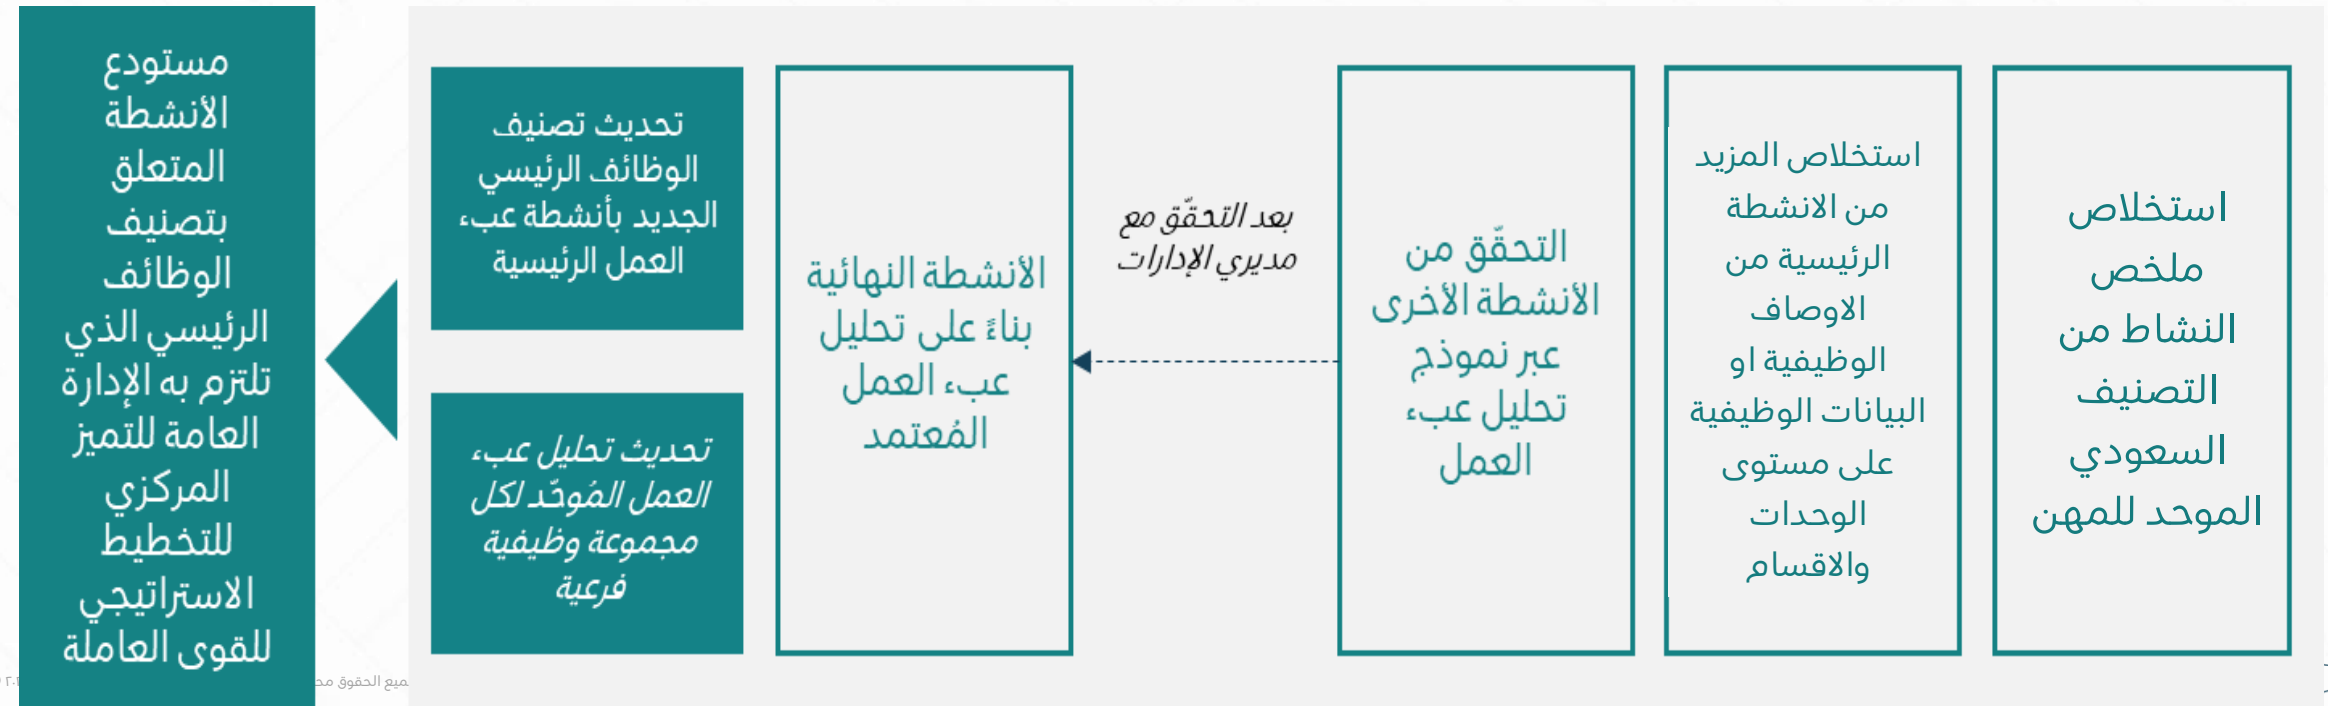 استخلاص
ملخص
النشاط من
التصنيف
السعودي
الموحد للمهن
استخلاص المزيد
من الانشطة
الرئيسية من
الاوصاف
الوظيفية او
البيانات الوظيفية
على مستوى
الوحدات
والاقسام
التحقّق من
الأنشطة الأخرى
عبر نموذج
تحليل عبء
العمل
بعد التحقّق مع
مديري الإدارات
الأنشطة النهائية
بناءً على تحليل
عبء العمل
المُعتمد
تحديث تصنيف
الوظائف الرئيسي
الجديد بأنشطة عبء
العمل الرئيسية
تحديث تحليل عبء
العمل المُوحّد لكل
مجموعة وظيفية
فرعية
مستودع
الأنشطة
المتعلق
بتصنيف
الوظائف
الرئيسي الذي
تلتزم به الإدارة
العامة للتميز
المركزي
للتخطيط
الاستراتيجي
للقوى العاملة
الحقوق